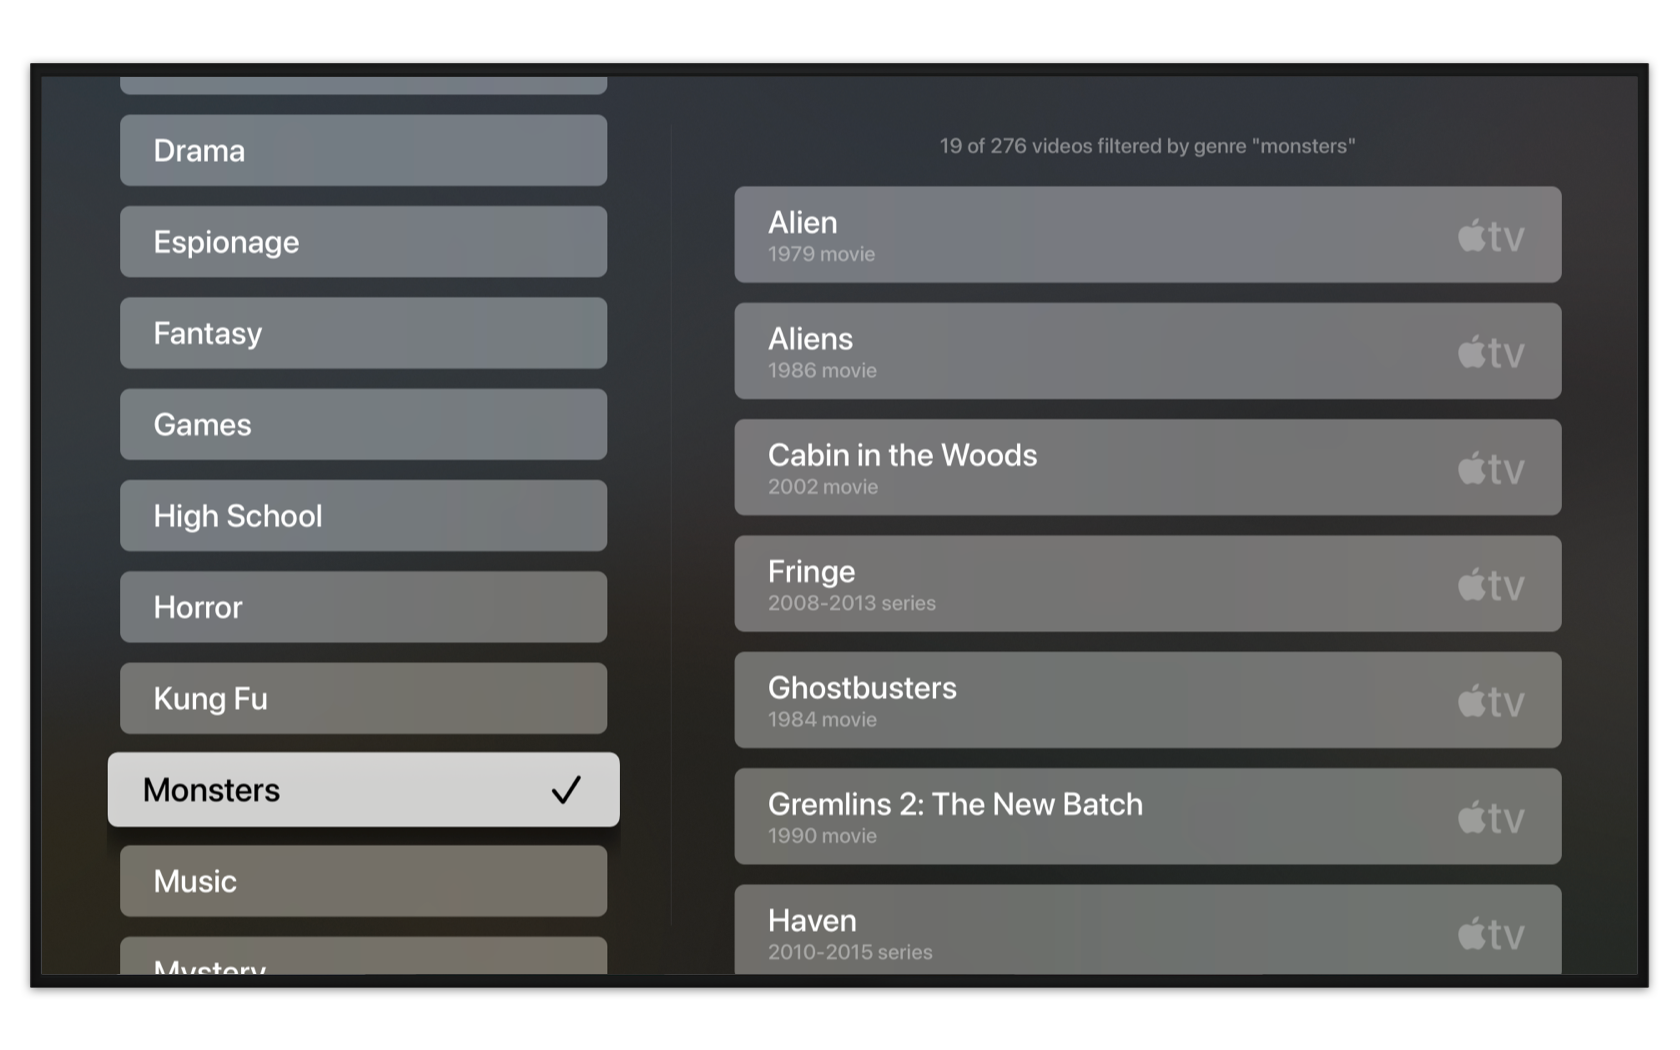 Drama
Espionage
Fantasy
Games
High School
Horror
Kung Fu
Monsters
Music
Mystery
19 of 276 videos filtered by genre "monsters"
Alien
1979 movie
tv
Aliens
1986 movie
tv
Cabin in the Woods
2002 movie
tv
Fringe
2008-2013 series
tv
Ghostbusters
1984 movie
tv
Gremlins 2: The New Batch
1990 movie
tv
Haven
2010-2015 series
tv